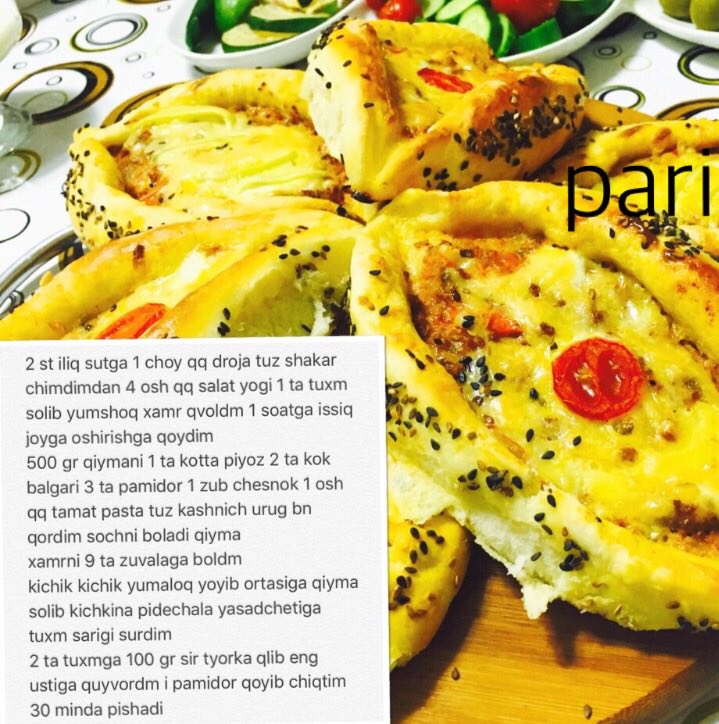 pari
2 st iliq sutga 1 choy qq droja tuz shakar
chimdimdan 4 osh qq salat yogi 1 ta tuxm
solib yumshoq xamr qvoldm 1 soatga issiq
joyga oshirishga qoydim
500 gr qiymani 1 ta kotta piyoz 2 ta kok
balgari 3 ta pamidor 1 zub chesnok 1 osh
qq tamat pasta tuz kashnich urug bn
qordim sochni boladi qiyma
xamrni 9 ta zuvalaga boldm
kichik kichik yumaloq yoyib ortasiga qiyma
solib kichkina pidechala yasadchetiga
tuxm sarigi surdim
2 ta tuxmga 100 gr sir tyorka qlib eng
ustiga quyvordm i pamidor qoyib chiqtim
30 minda pishadi